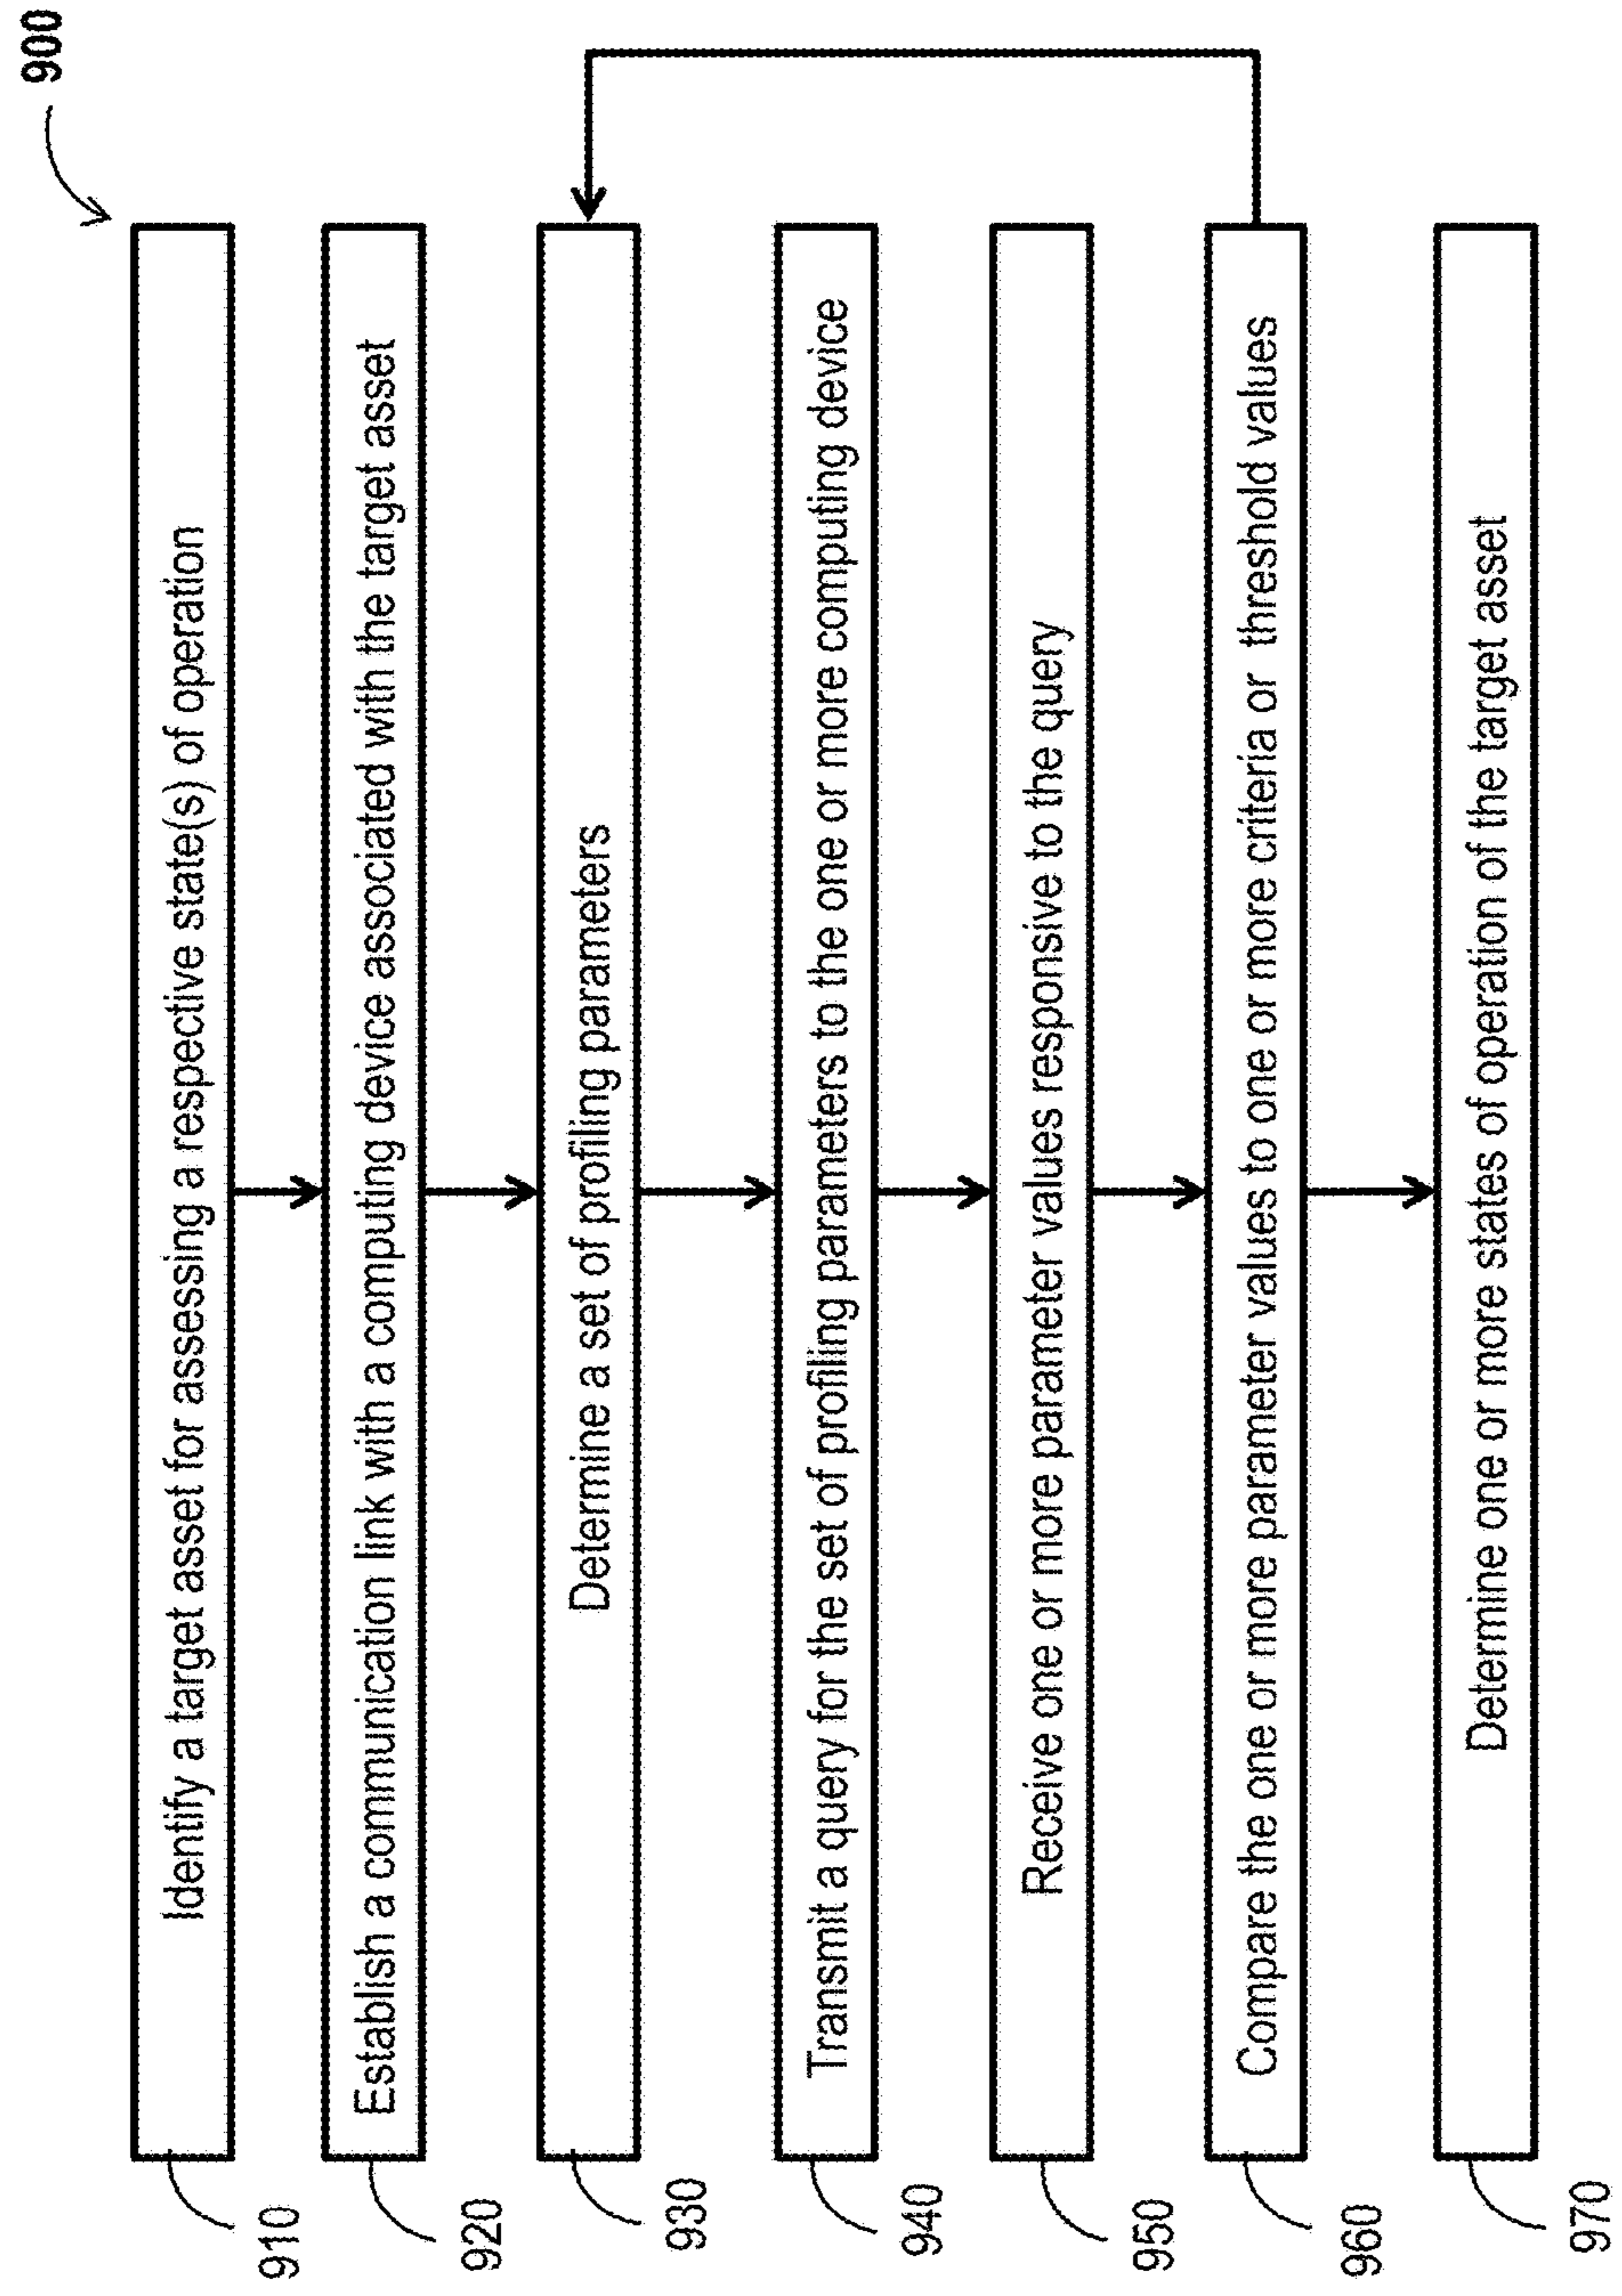 900
Identify a target asset for assessing a respective state(s) of operation
910
Establish a communication link with a computing device associated with the target asset
920
Determine a set of profiling parameters
930
Transmit a query for the set of profiling parameters to the one or more computing device
940
Receive one or more parameter values responsive to the query
950
Compare the one or more parameter values to one or more criteria or threshold values
960
Determine one or more states of operation of the target asset
970